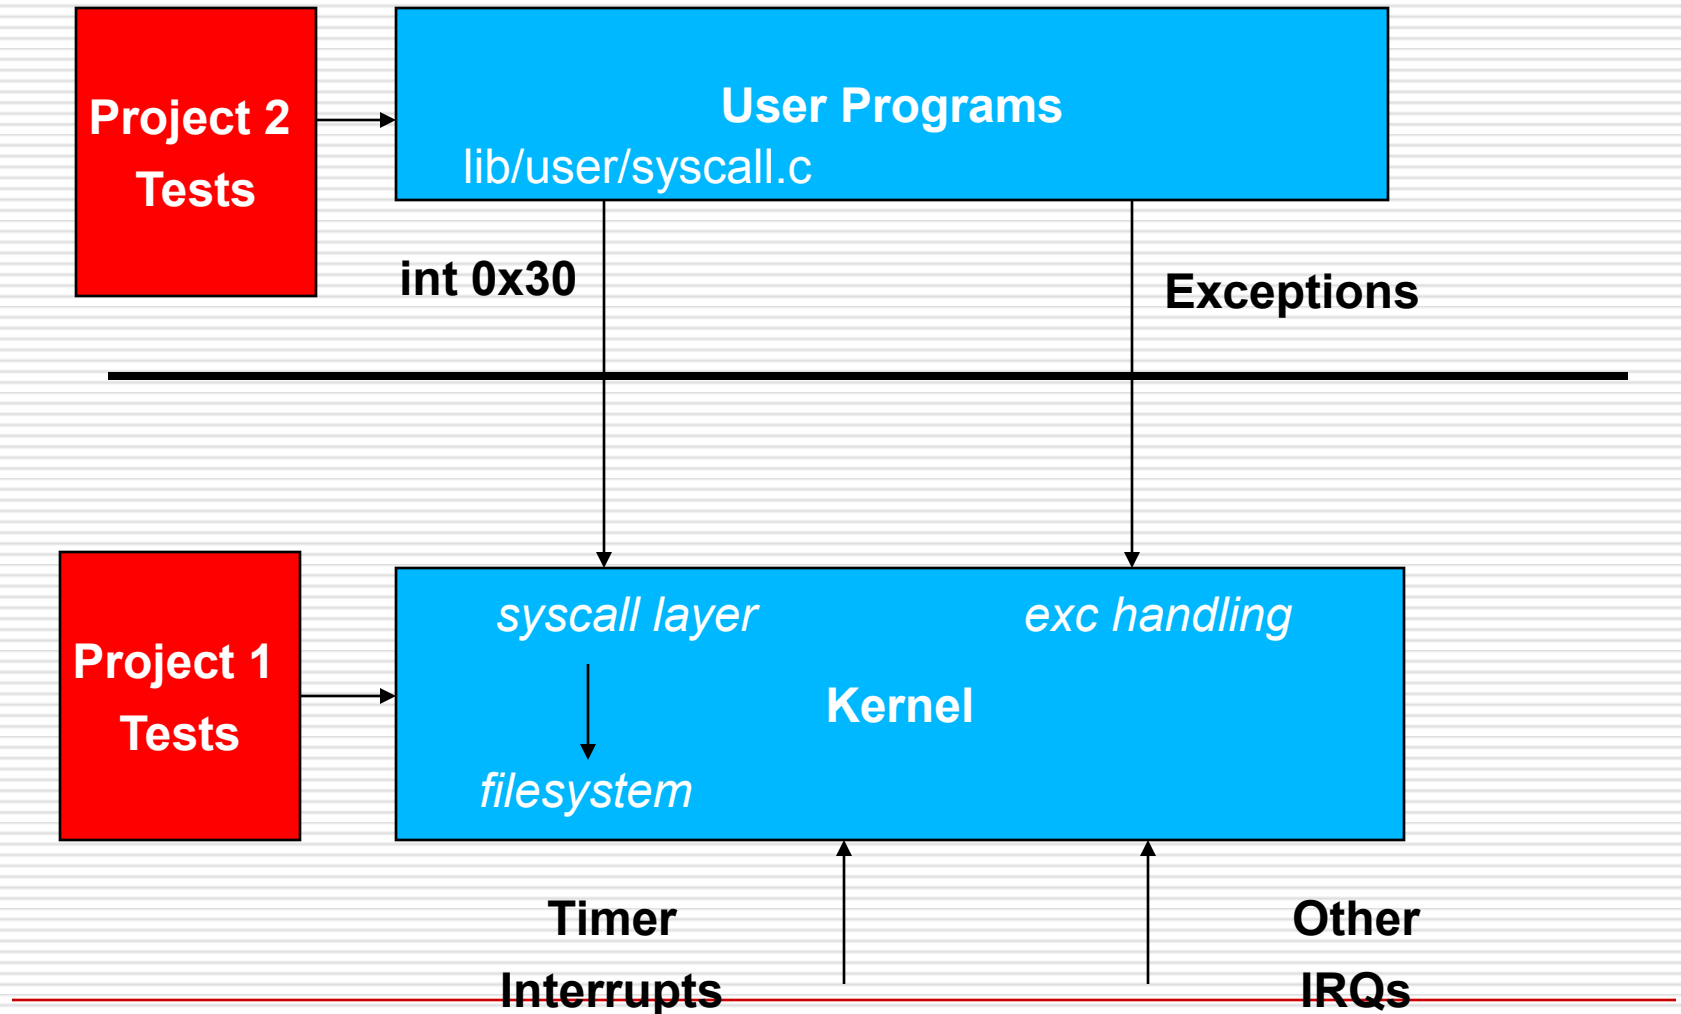 Project 2
Tests
User Programs
lib/user/syscall.c
int 0x30
Exceptions
Project 1
Tests
syscall layer
exc handling
Kernel
filesystem
Timer
Interrupts
Other
IRQs